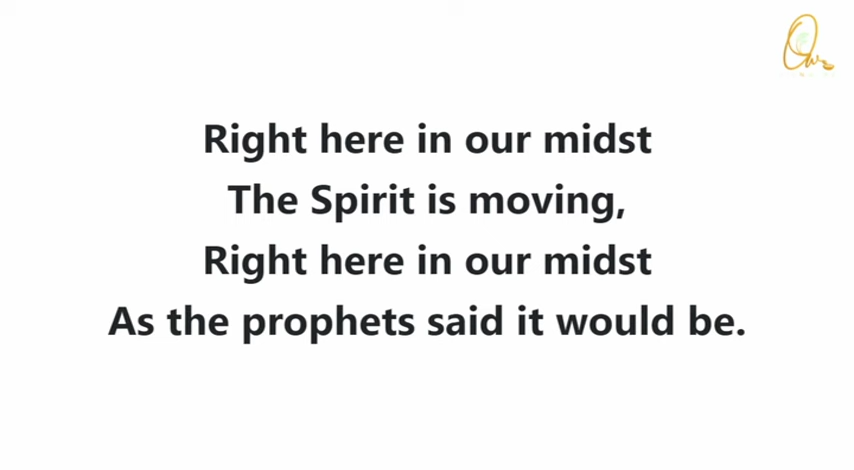 Right here in our midst
The Spirit is moving,
Right here in our midst
As the prophets said it would be.